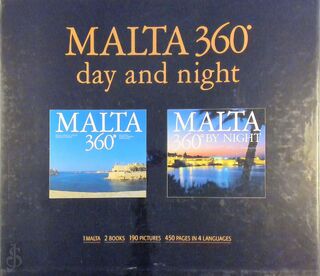 MALTA 360°
day and night
MALTA
360°
MALTA
360° BY NIGHT
1 MALTA 2 BOOKS 190 PICTURES 450 PAGES IN 4 LANGUAGES